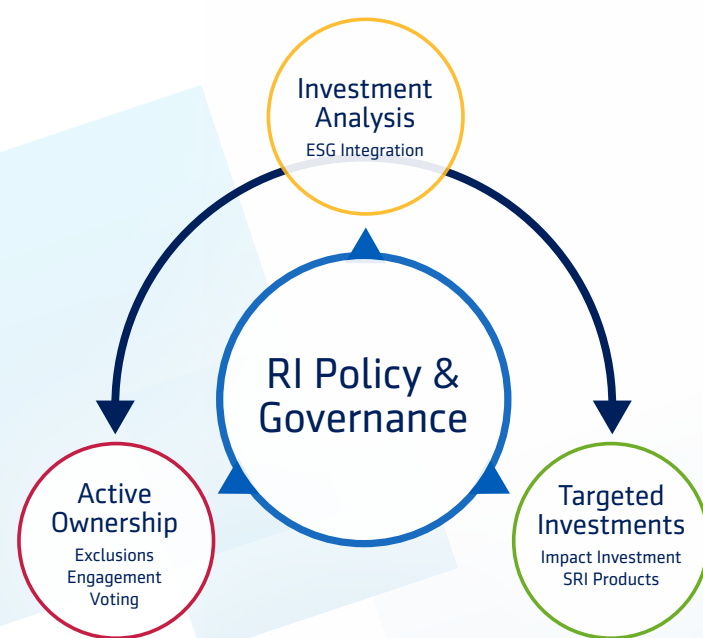 Investment
Analysis
ESG Integration
RI Policy &
Governance
Active
Ownership
Exclusions
Engagement
Voting
Targeted
Investments
Impact Investment
SRI Products